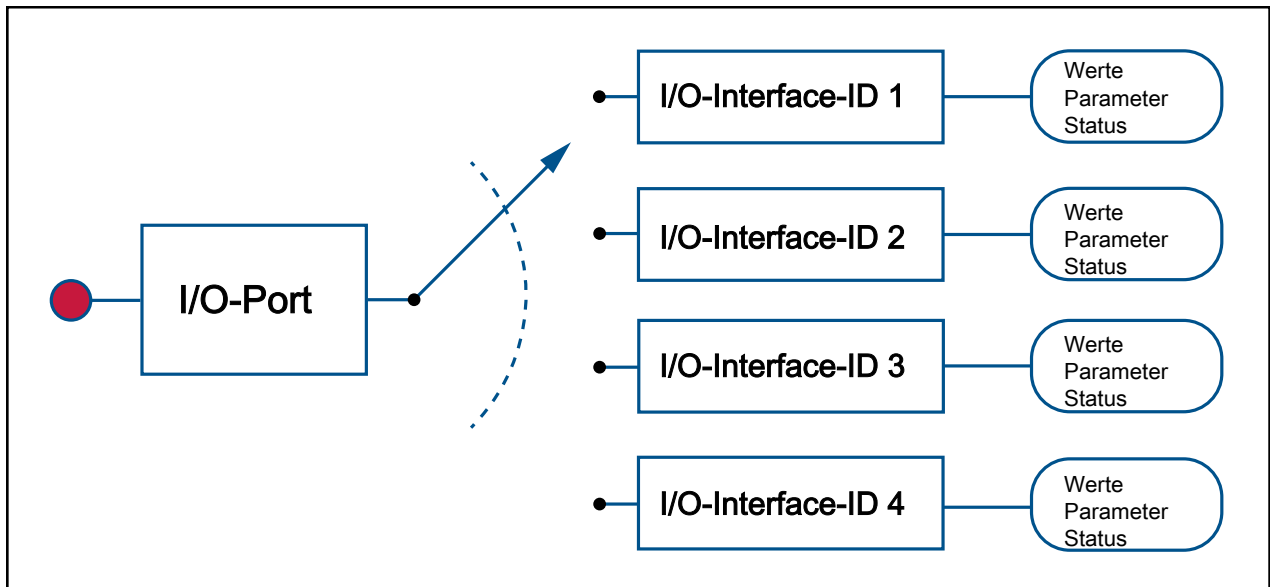 I/O-Port
I/O-Interface-ID 1
Werte
Parameter
Status
I/O-Interface-ID 2
Werte
Parameter
Status
I/O-Interface-ID 3
Werte
Parameter
Status
I/O-Interface-ID 4
Werte
Parameter
Status